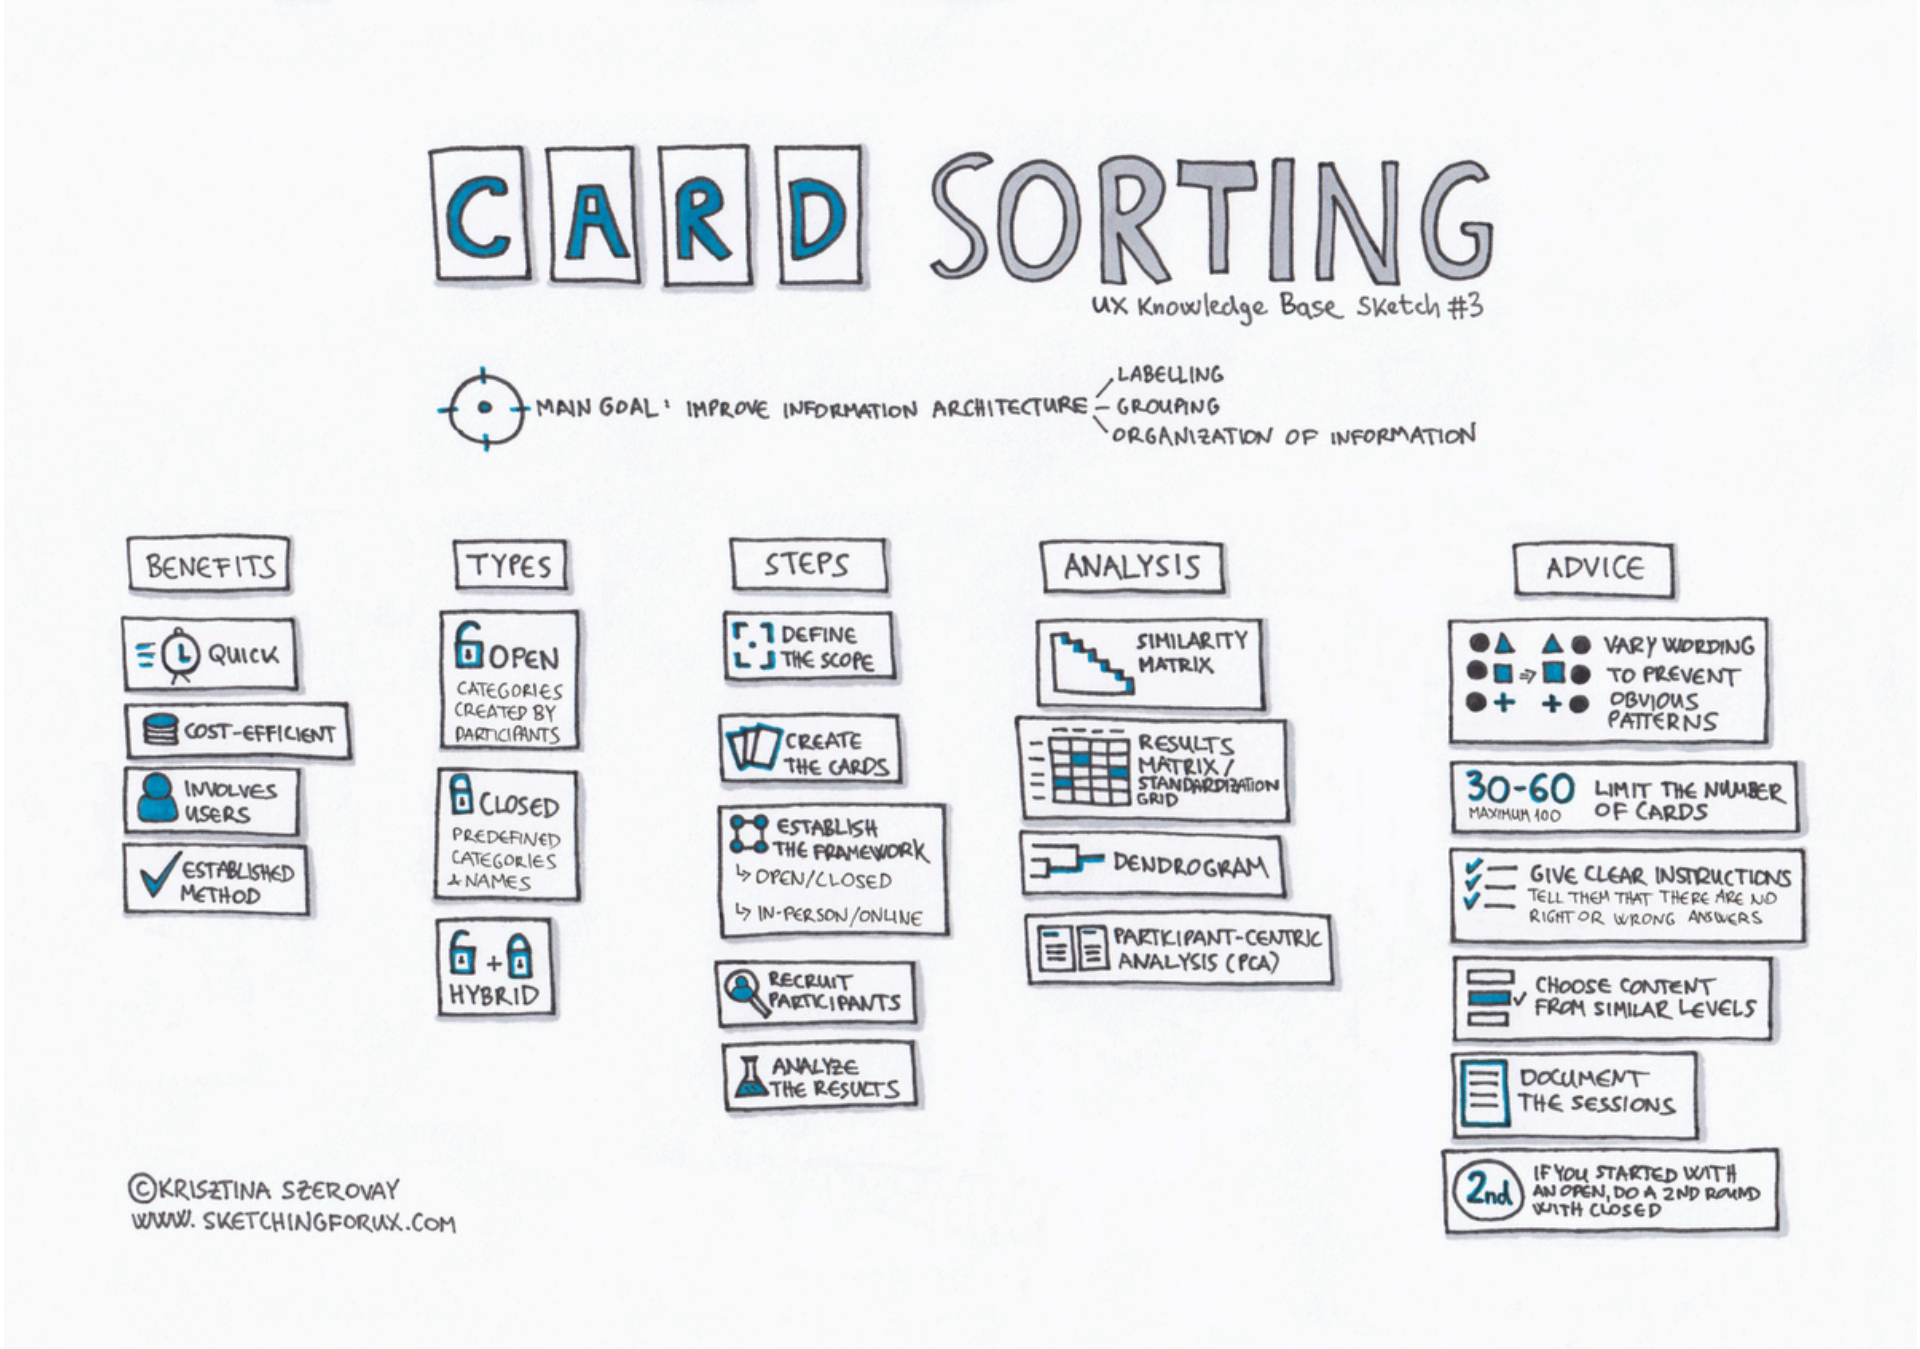 CARD SORTING
UX Knowledge Base Sketch #3
MAIN GOAL: IMPROVE INFORMATION ARCHITECTURE
LABELLING
GROUPING
ORGANIZATION OF INFORMATION
BENEFITS
QUICK
COST-EFFICIENT
INVOLVES
USERS
ESTABLISHED
METHOD
TYPES
OPEN
CATEGORIES
CREATED BY
PARTICIPANTS
CLOSED
PREDEFINED
CATEGORIES
& NAMES
+
HYBRID
STEPS
DEFINE
THE SCOPE
CREATE
THE CARDS
ESTABLISH
THE FRAMEWORK
↳ OPEN/CLOSED
↳ IN-PERSON/ONLINE
RECRUIT
PARTICIPANTS
ANALYZE
THE RESULTS
ANALYSIS
SIMILARITY
MATRIX
RESULTS
MATRIX/
STANDARDIZATION
GRID
DENDROGRAM
PARTICIPANT-CENTRIC
ANALYSIS (PCA)
ADVICE
VARY WORDING
TO PREVENT
OBVIOUS
PATTERNS
30-60
MAXIMUM 100
LIMIT THE NUMBER
OF CARDS
GIVE CLEAR INSTRUCTIONS
TELL THEM THAT THERE ARE NO
RIGHT OR WRONG ANSWERS
CHOOSE CONTENT
FROM SIMILAR LEVELS
DOCUMENT
THE SESSIONS
2nd
IF YOU STARTED WITH
AN OPEN, DO A 2ND ROUND
WITH CLOSED
©KRISZTINA SZEROVAY
WWW.SKETCHINGFORUX.COM